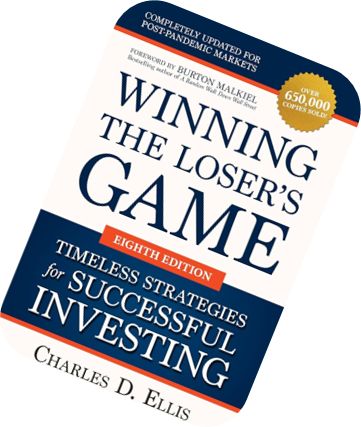 COMPLETELY UPDATED FOR
POST-PANDEMIC MARKETS
FOREWORD BY BURTON MALKIEL
Bestselling author of A Random Walk Down Wall Street
OVER
650,000
COPIES SOLD!
WINNING
THE LOSER'S
GAME
EIGHTH EDITION
TIMELESS STRATEGIES
for SUCCESSFUL
INVESTING
CHARLES D. ELLIS